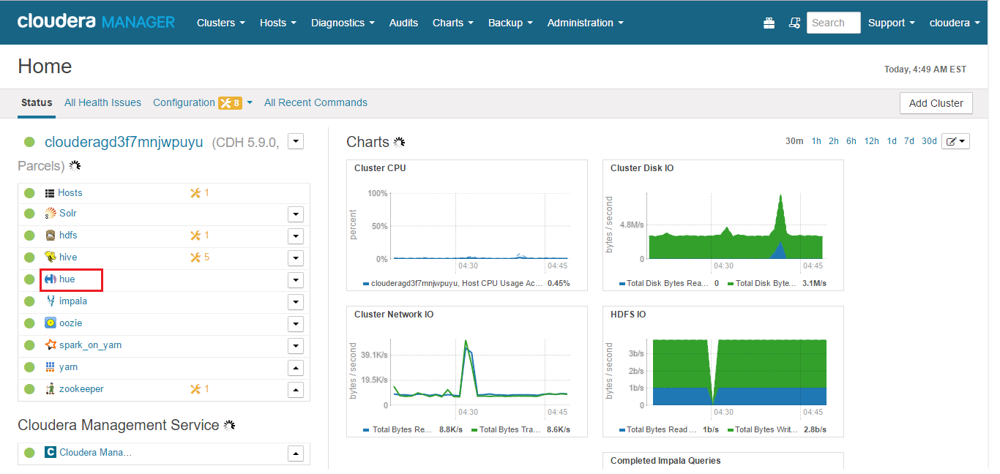 cloudera MANAGER Clusters Hosts Diagnostics Audits Charts Backup Administration Search Support cloudera
Home
Today, 4:49 AM EST
Status All Health Issues Configuration 8 All Recent Commands Add Cluster
clouderagd3f7mnjwpuyu (CDH 5.9.0,
Parcels)
Hosts 1
Solr
hdfs 1
hive 5
hue
impala
oozie
spark_on_yarn
yarn
zookeeper 1
Cloudera Management Service
C Cloudera Mana...
Charts
30m 1h 2h 6h 12h 1d 7d 30d
Cluster CPU
percent
100%
50%
0%
04:30 04:45
clouderagd3f7mnjwpuyu, Host CPU Usage Ac... 0.45%
Cluster Disk IO
bytes / second
4.8M/s
0
04:30 04:45
Total Disk Bytes Rea... 0 Total Disk Byte... 3.1M/s
Cluster Network IO
bytes / second
39.1K/s
19.5K/s
0
04:30 04:45
Total Bytes Re... 8.8K/s Total Bytes Tra... 8.6K/s
HDFS IO
bytes / second
3b/s
2b/s
1b/s
0
04:30 04:45
Total Bytes Read ... 1b/s Total Bytes Writ... 2.8b/s
Completed Impala Queries